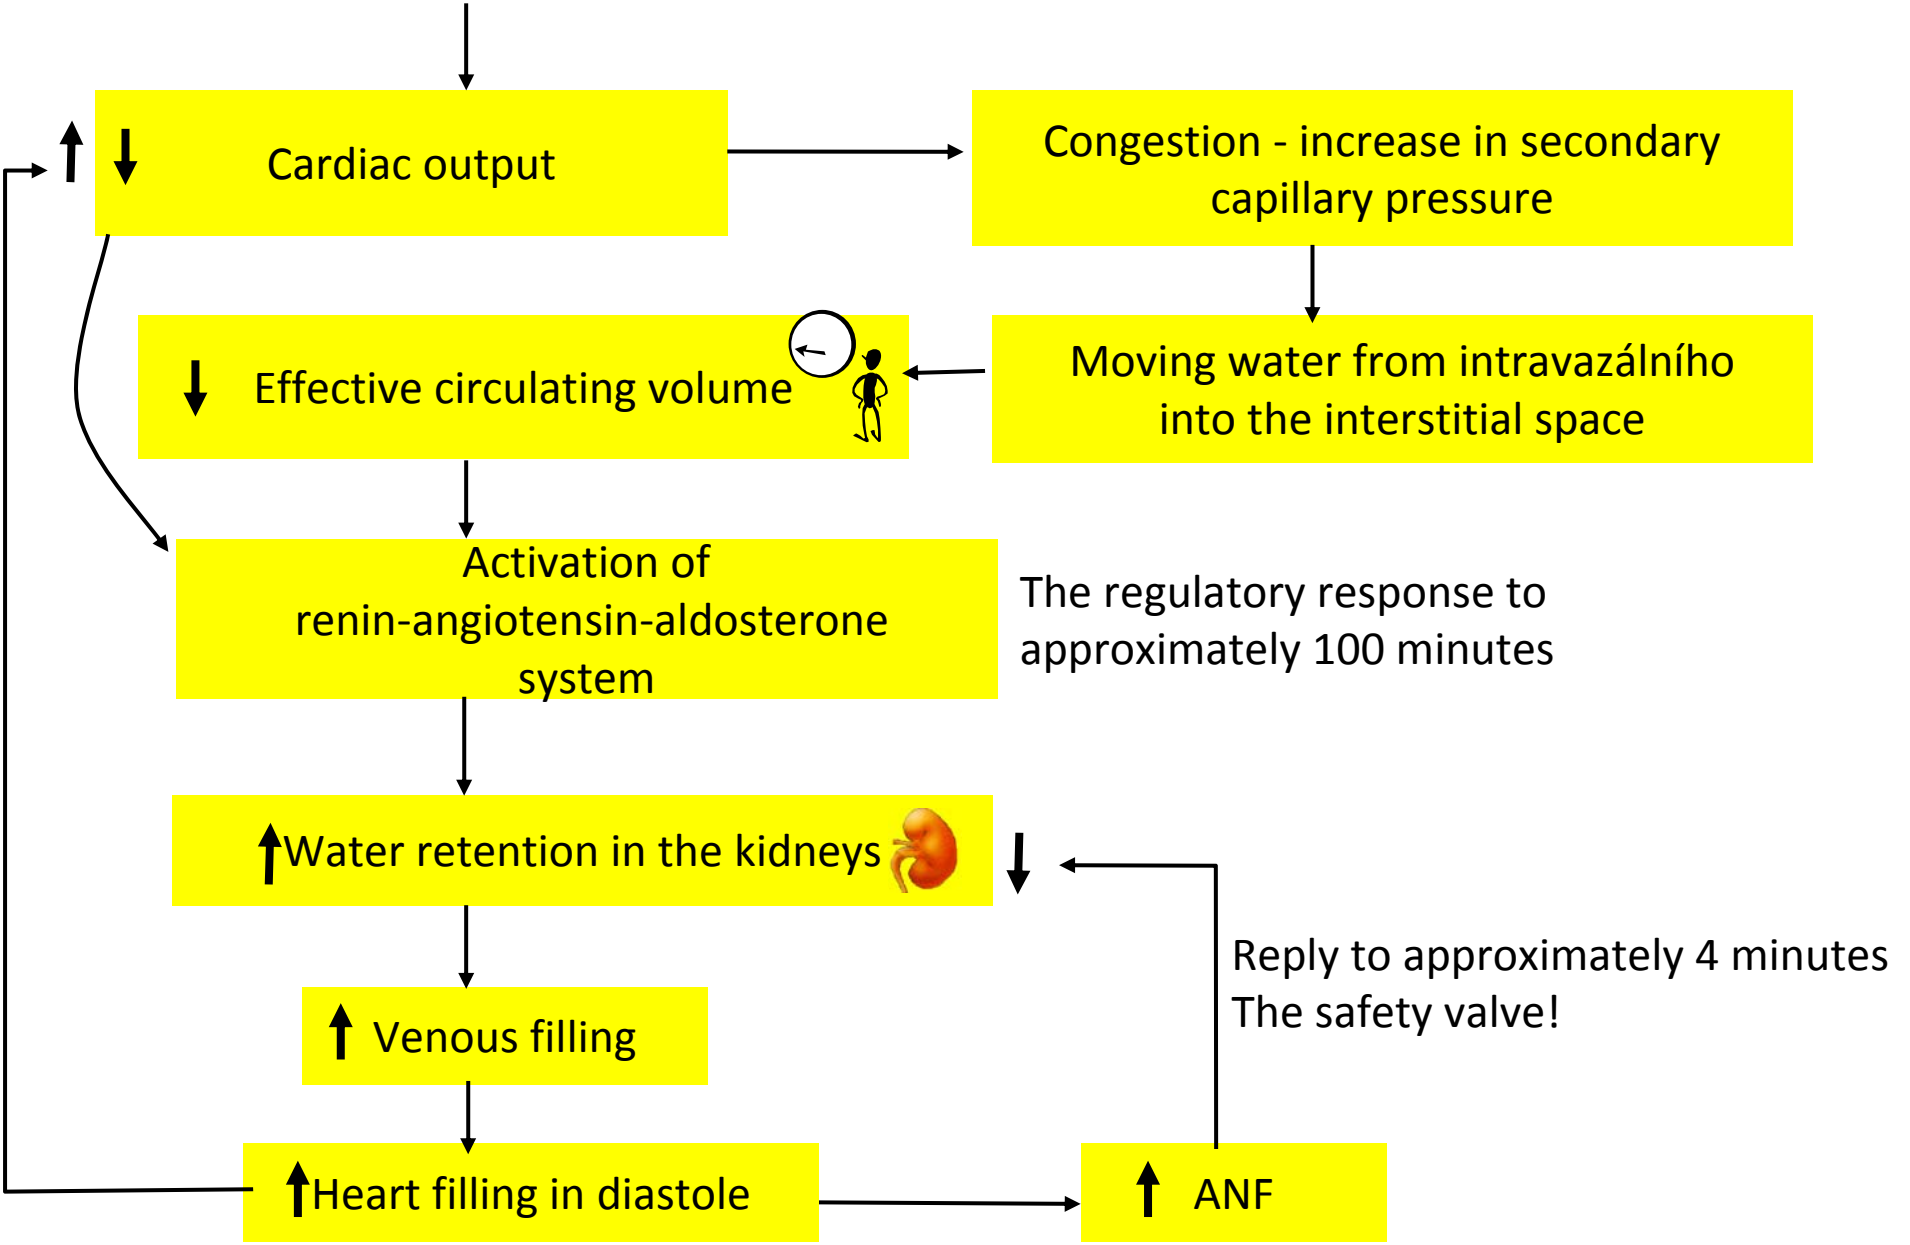 Cardiac output
Congestion - increase in secondary
capillary pressure
Effective circulating volume
Moving water from intravazálního
into the interstitial space
Activation of
renin-angiotensin-aldosterone
system
The regulatory response to
approximately 100 minutes
Water retention in the kidneys
Reply to approximately 4 minutes
The safety valve!
Venous filling
Heart filling in diastole
ANF